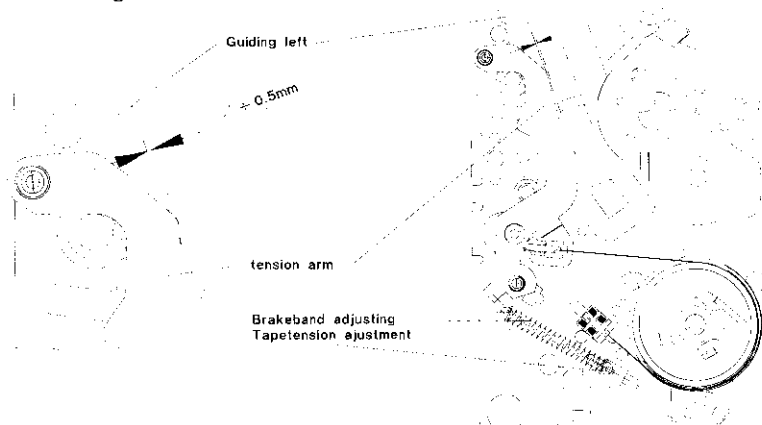 Guiding left
+ 0.5mm
tension arm
Brakeband adjusting
Tapetension ajustment